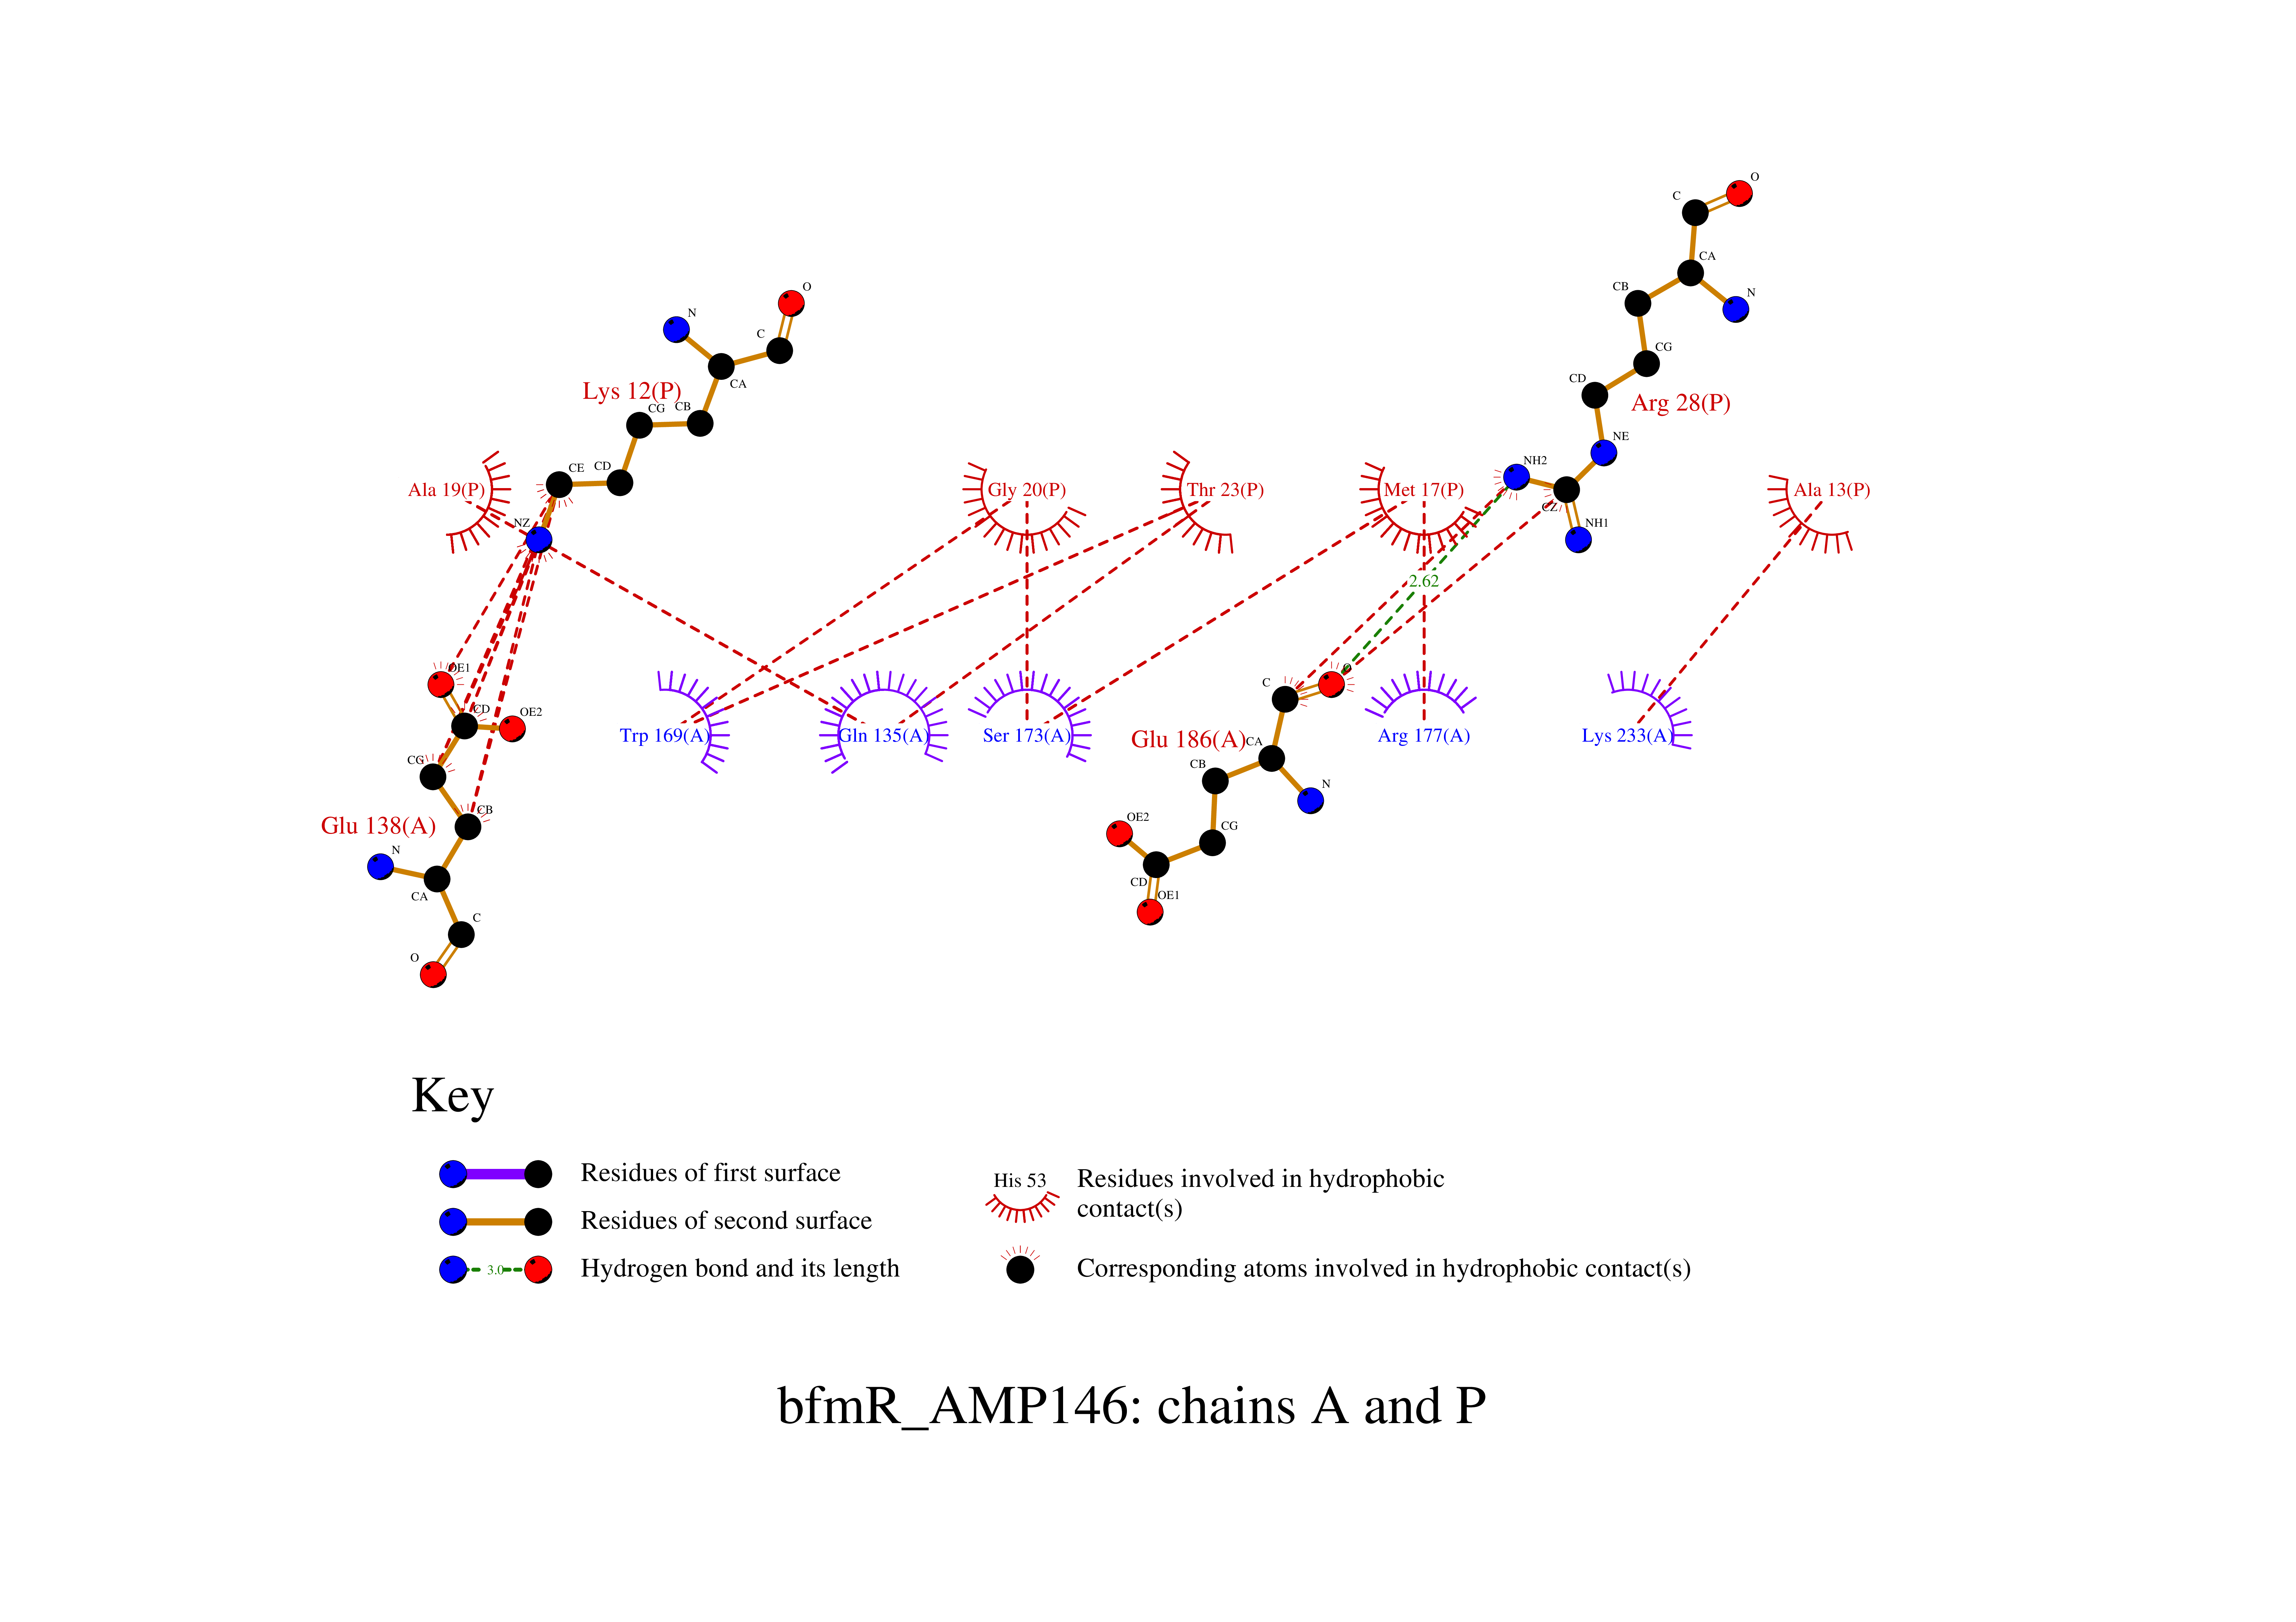 O
C
CA
CB
N
CG
CD
Arg 28(P)
NE
NH2
CZ
NH1
O
N
C
CA
Lys 12(P)
CG
CB
CE
CD
NZ
Ala 19(P)
Gly 20(P)
Thr 23(P)
Met 17(P)
Ala 13(P)
2.62
OE1
CD
OE2
CG
CB
Glu 138(A)
N
CA
C
O
Trp 169(A)
Gln 135(A)
Ser 173(A)
O
C
Glu 186(A)
CA
CB
N
OE2
CG
CD
OE1
Arg 177(A)
Lys 233(A)
Key
Residues of first surface
Residues of second surface
3.0
Hydrogen bond and its length
His 53
Residues involved in hydrophobic
contact(s)
Corresponding atoms involved in hydrophobic contact(s)
bfmR_AMP146: chains A and P